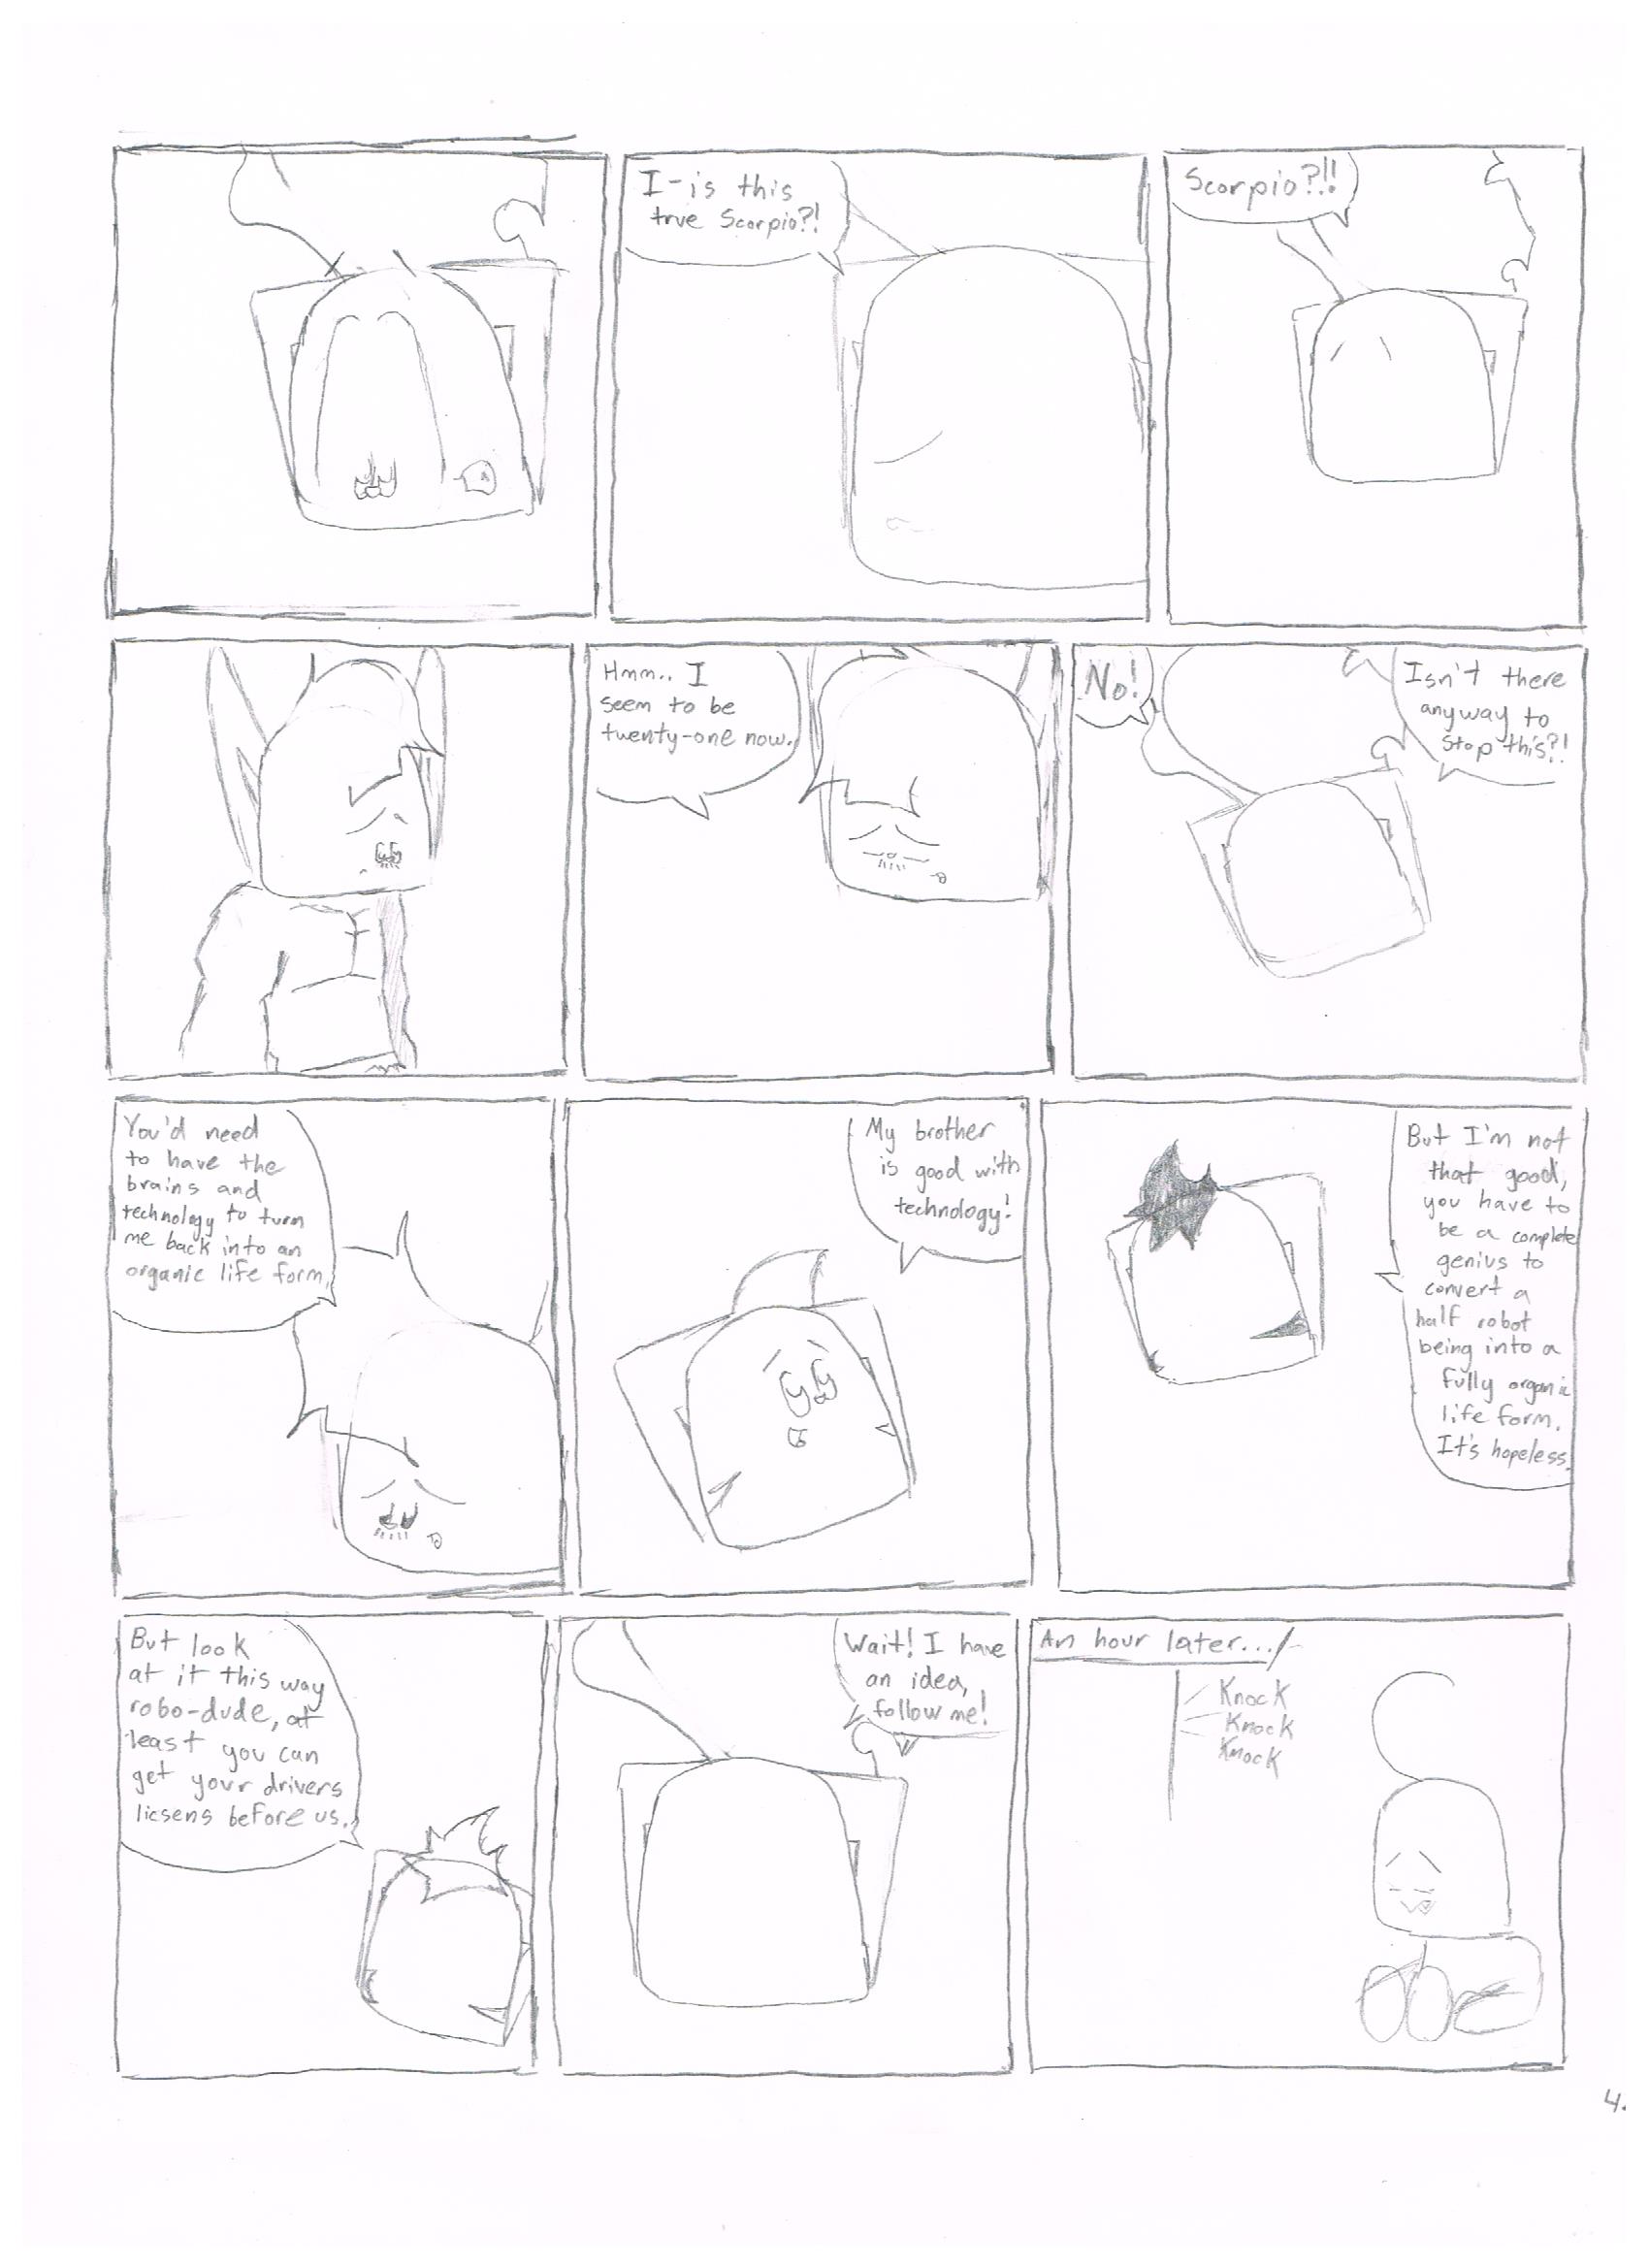 I-is this
true Scorpio?!
Scorpio?!!
Hmm.. I
seem to be
twenty-one now.
No!
Isn't there
anyway to
stop this?!
You'd need
to have the
brains and
technology to turn
me back into an
organic life form.
My brother
is good with
technology!
But I'm not
that good,
you have to
be a complete
genius to
convert a
half robot
being into a
fully organic
life form.
It's hopeless.
But look
at it this way
robo-dude, at
least you can
get your drivers
licsens before us.
Wait! I have
an idea,
follow me!
An hour later...
Knock
Knock
Knock
4.